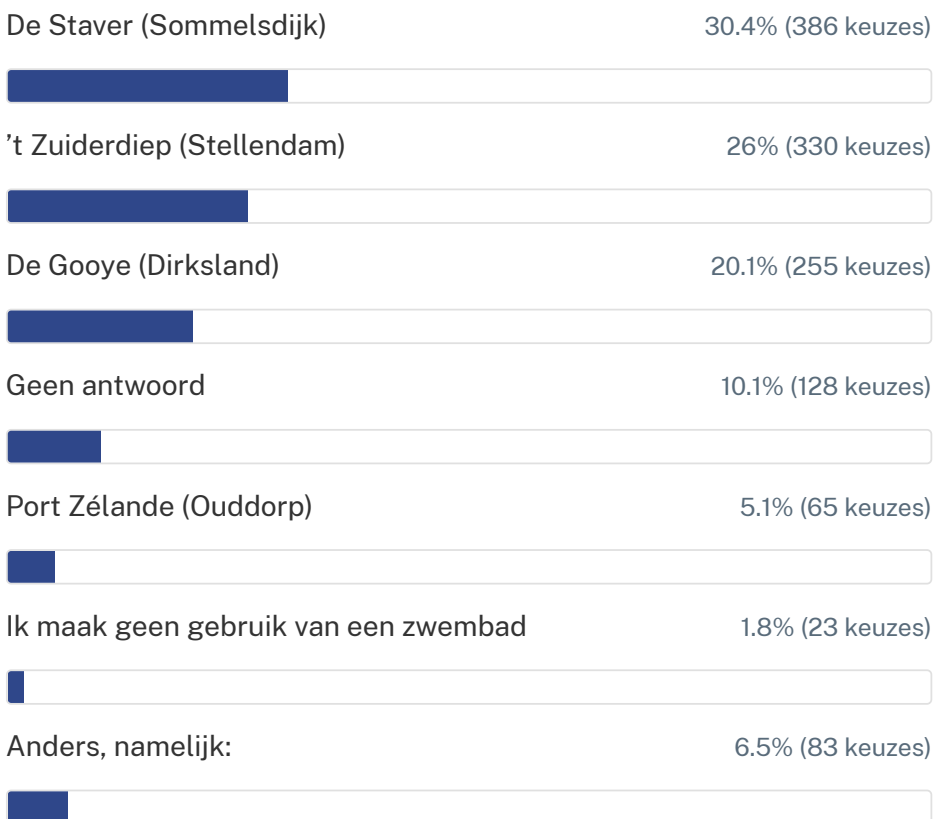 De Staver (Sommelsdijk) 30.4% (386 keuzes)
’t Zuiderdiep (Stellendam) 26% (330 keuzes)
De Gooye (Dirksland) 20.1% (255 keuzes)
Geen antwoord 10.1% (128 keuzes)
Port Zélande (Ouddorp) 5.1% (65 keuzes)
Ik maak geen gebruik van een zwembad 1.8% (23 keuzes)
Anders, namelijk: 6.5% (83 keuzes)